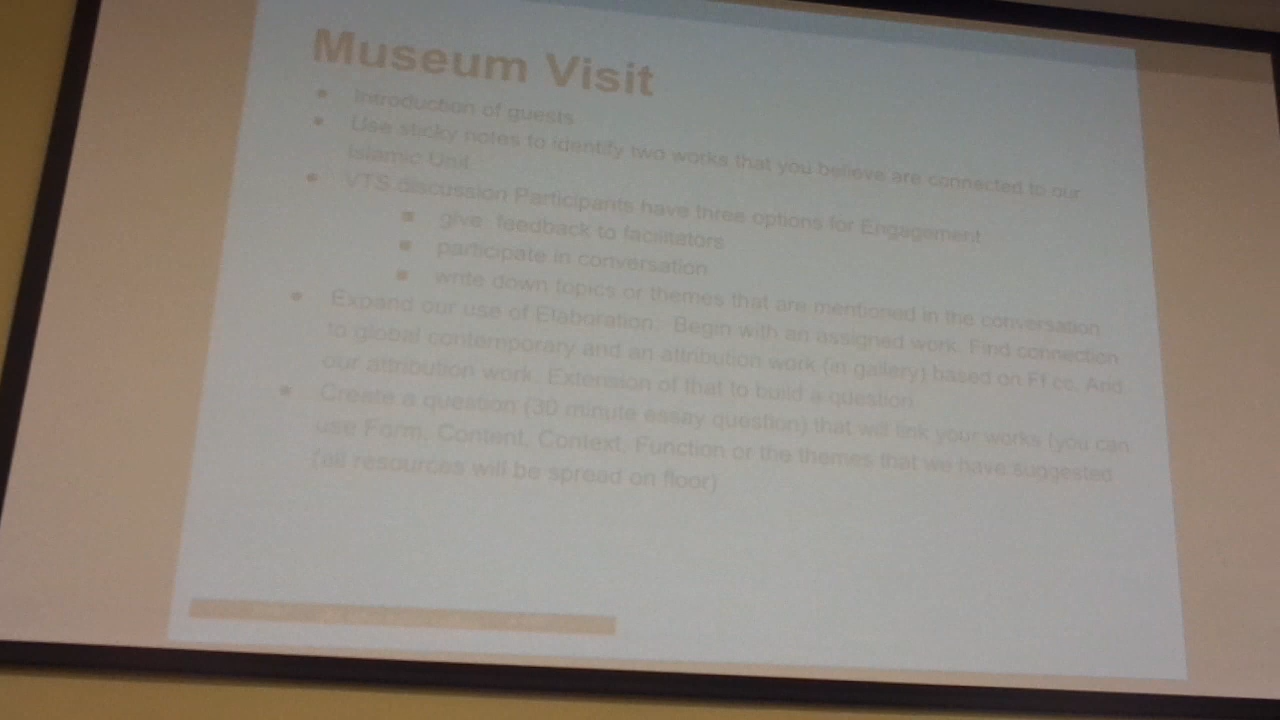 Museum Visit
Introduction of guests
Use sticky notes to identify two works that you believe are connected to our
Islamic Unit
VTS discussion Participants have three options for Engagement
give feedback to facilitators
participate in conversation
write down topics or themes that are mentioned in the conversation
Expand our use of Elaboration. Begin with an assigned work. Find connection
to global contemporary and an attribution work (in gallery) based on Ff cc. And
our attribution work. Extension of that to build a question.
Create a question (30 minute essay question) that will link your works (you can
use Form, Content, Context, Function or the themes that we have suggested
(all resources will be spread on floor)